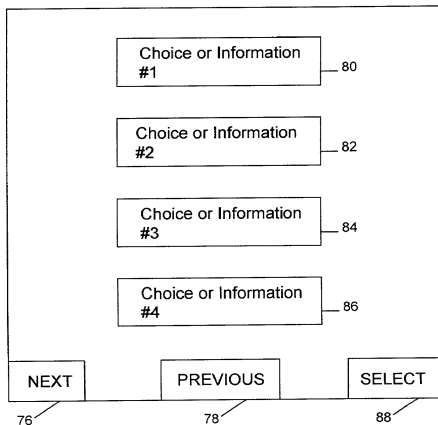 Choice or Information
#1
80
Choice or Information
#2
82
Choice or Information
#3
84
Choice or Information
#4
86
NEXT
PREVIOUS
SELECT
76
78
88